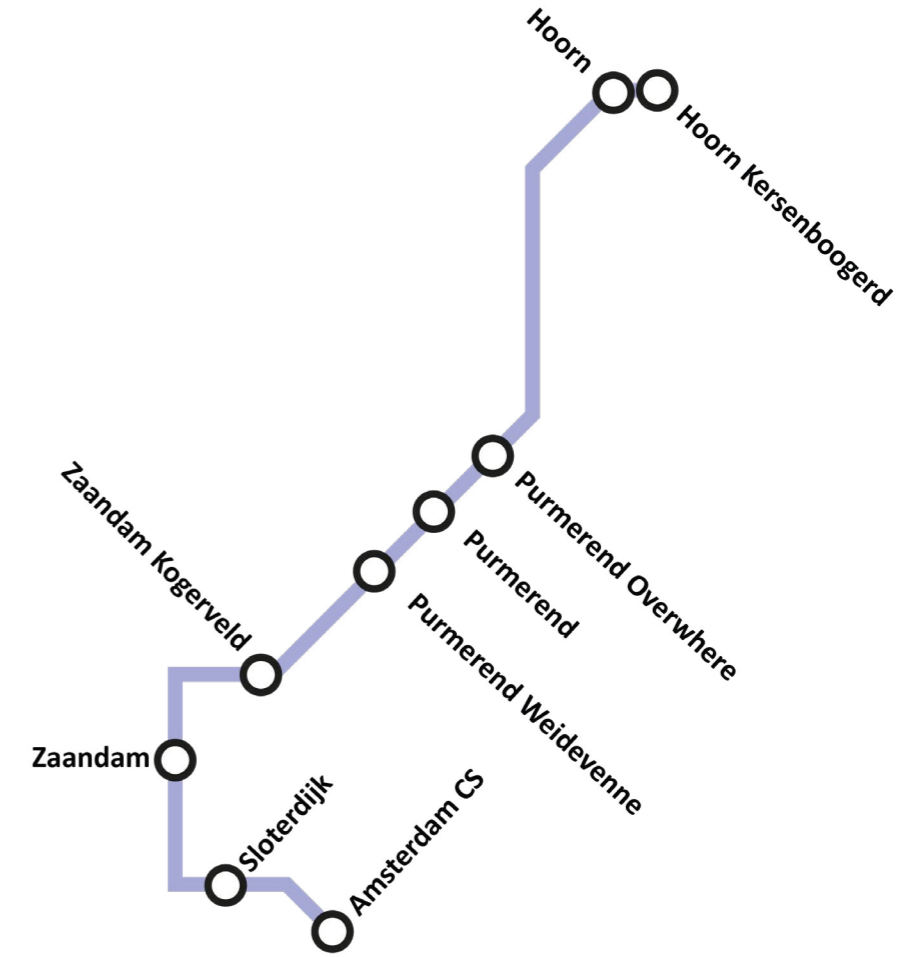 Hoorn
Hoorn Kersenboogerd
Purmerend Overwhere
Purmerend
Purmerend Weidevenne
Zaandam Kogerveld
Zaandam
Sloterdijk
Amsterdam CS